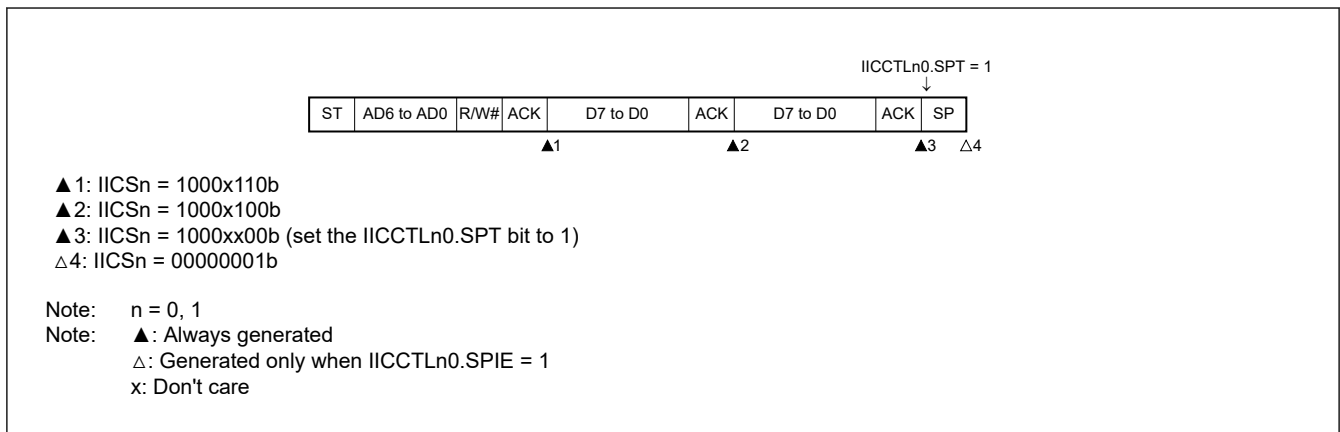 IICCTLn0.SPT = 1
↓
ST AD6 to AD0 R/W# ACK D7 to D0 ACK D7 to D0 ACK SP
▲1 ▲2 ▲3 △4
▲1: IICSn = 1000x110b
▲2: IICSn = 1000x100b
▲3: IICSn = 1000xx00b (set the IICCTLn0.SPT bit to 1)
△4: IICSn = 00000001b
Note: n = 0, 1
Note: ▲: Always generated
△: Generated only when IICCTLn0.SPIE = 1
x: Don't care